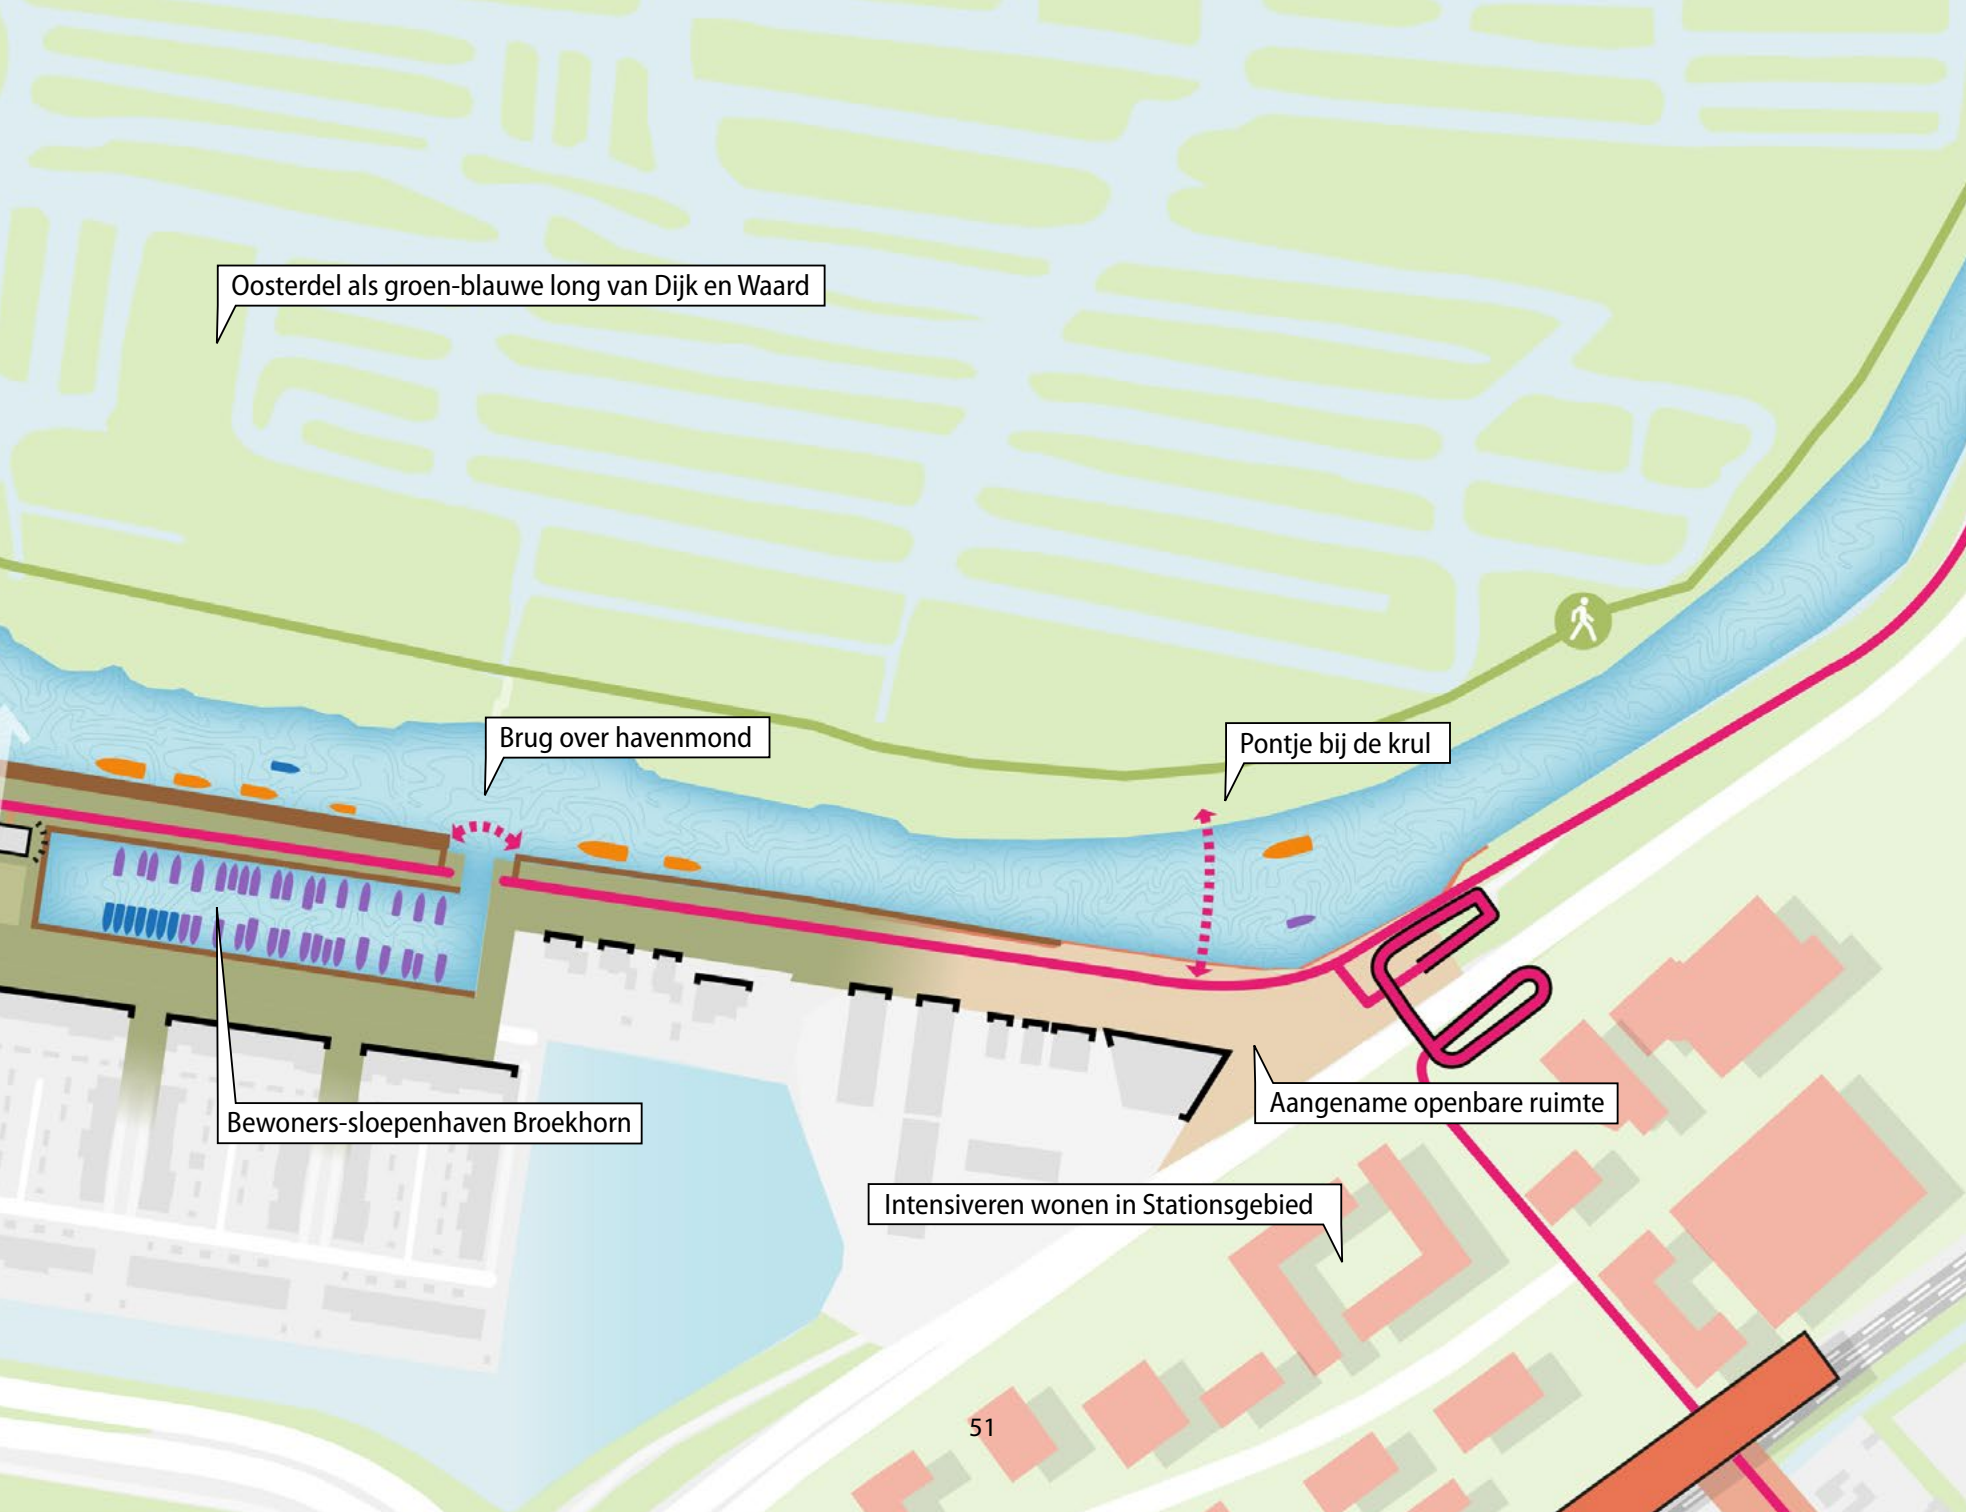 Oosterdel als groen-blauwe long van Dijk en Waard
Brug over havenmond
Pontje bij de krul
Aangename openbare ruimte
Bewoners-sloepenhaven Broekhorn
Intensiveren wonen in Stationsgebied
51